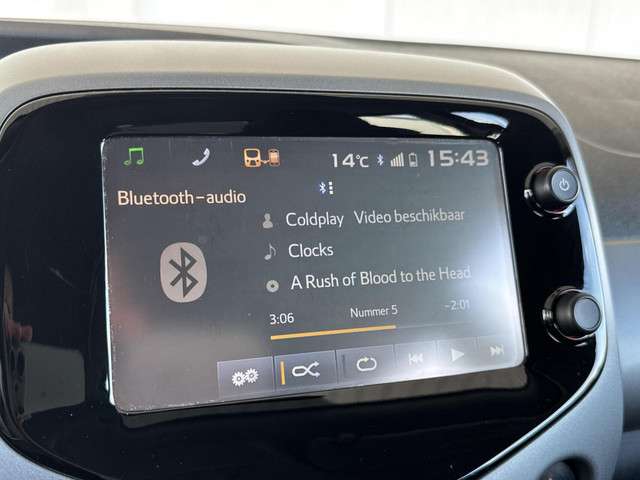 14°C 15:43
Bluetooth-audio
Coldplay Video beschikbaar
Clocks
A Rush of Blood to the Head
3:06 Nummer 5 -2:01